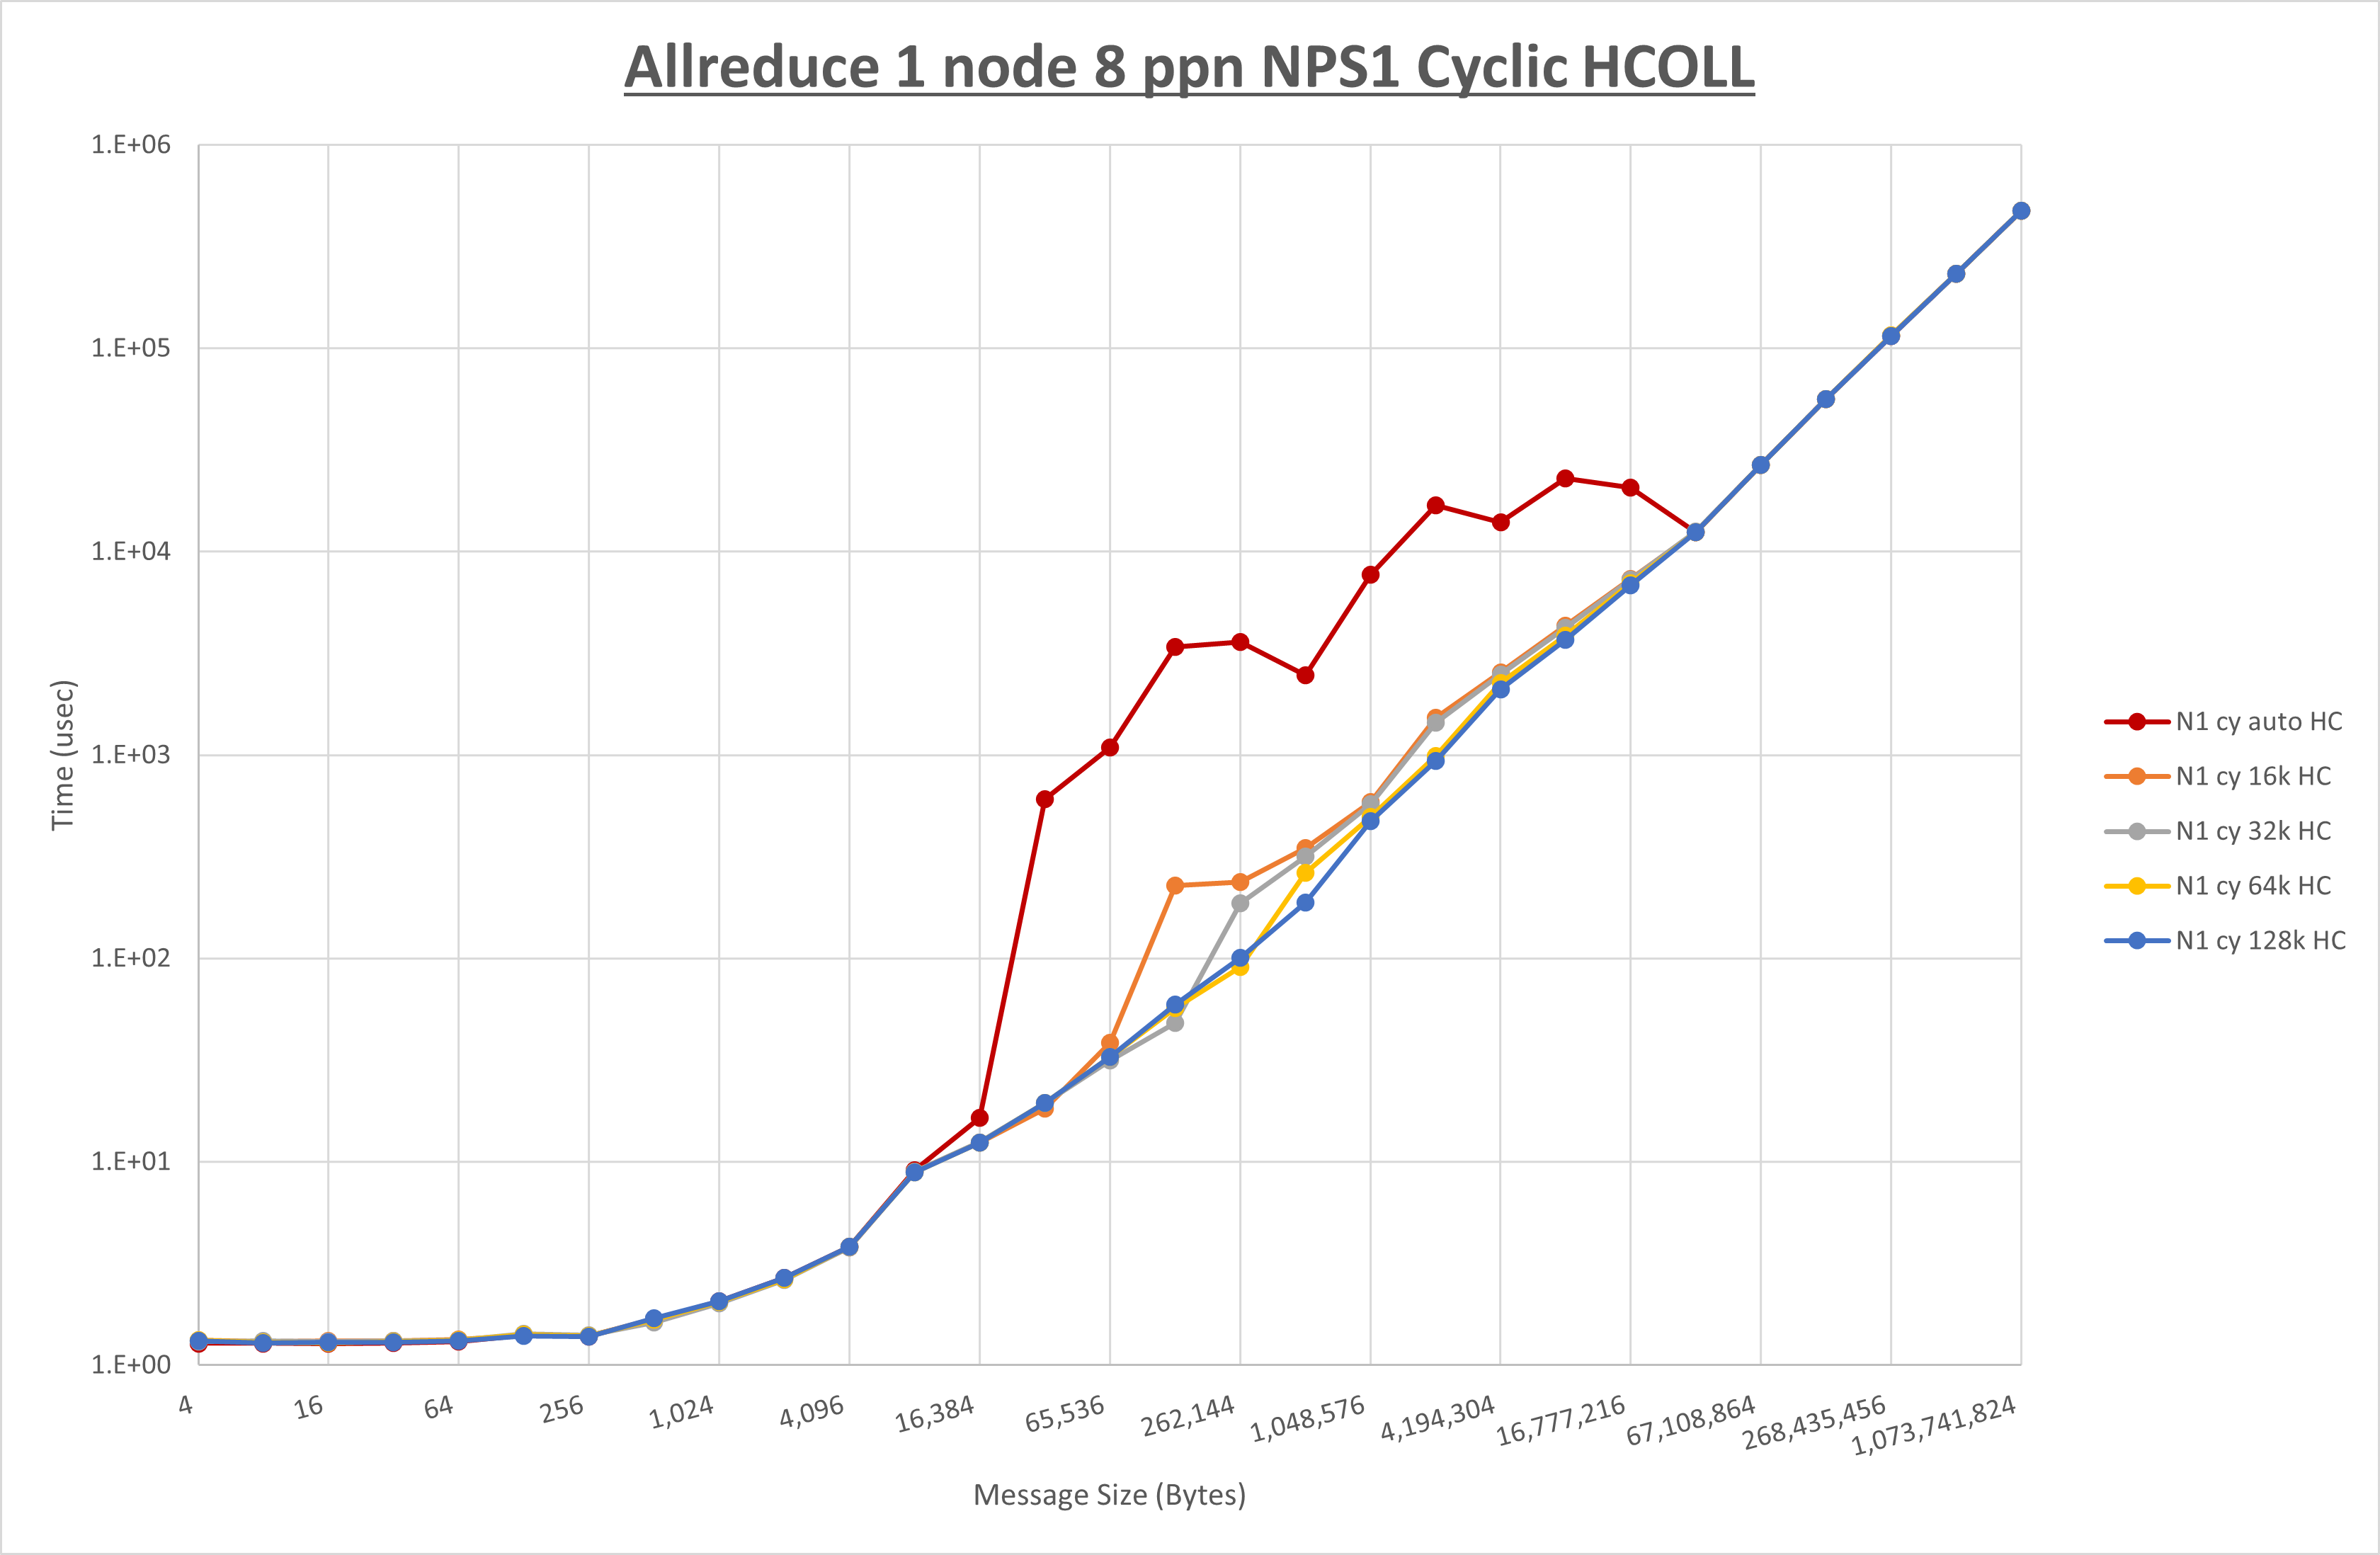 Allreduce 1 node 8 ppn NPS1 Cyclic HCOLL
1.E+06
1.E+05
1.E+04
1.E+03
1.E+02
1.E+01
1.E+00
Time (usec)
4
16
64
256
1,024
4,096
16,384
65,536
262,144
1,048,576
4,194,304
16,777,216
67,108,864
268,435,456
1,073,741,824
Message Size (Bytes)
N1 cy auto HC
N1 cy 16k HC
N1 cy 32k HC
N1 cy 64k HC
N1 cy 128k HC